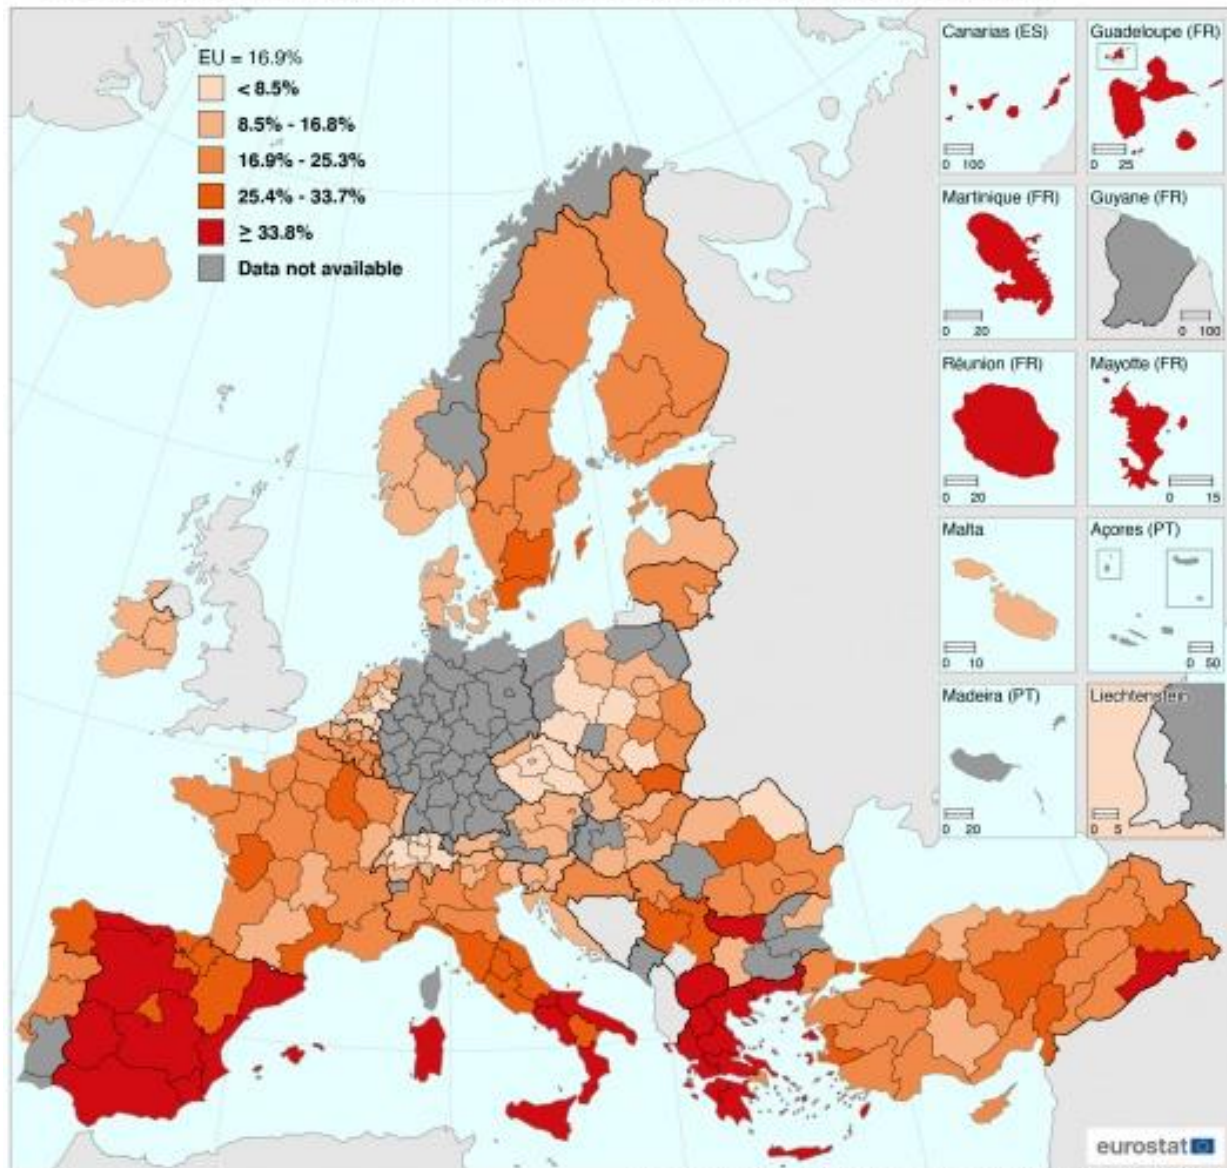 EU = 16.9%
< 8.5%
8.5% - 16.8%
16.9% - 25.3%
25.4% - 33.7%
≥ 33.8%
Data not available
Canarias (ES)
0 100
Guadeloupe (FR)
0 25
Martinique (FR)
0 20
Guyane (FR)
0 100
Réunion (FR)
0 20
Mayotte (FR)
0 15
Malta
0 10
Açores (PT)
0 50
Madeira (PT)
0 20
Liechtenstein
0 5
eurostat